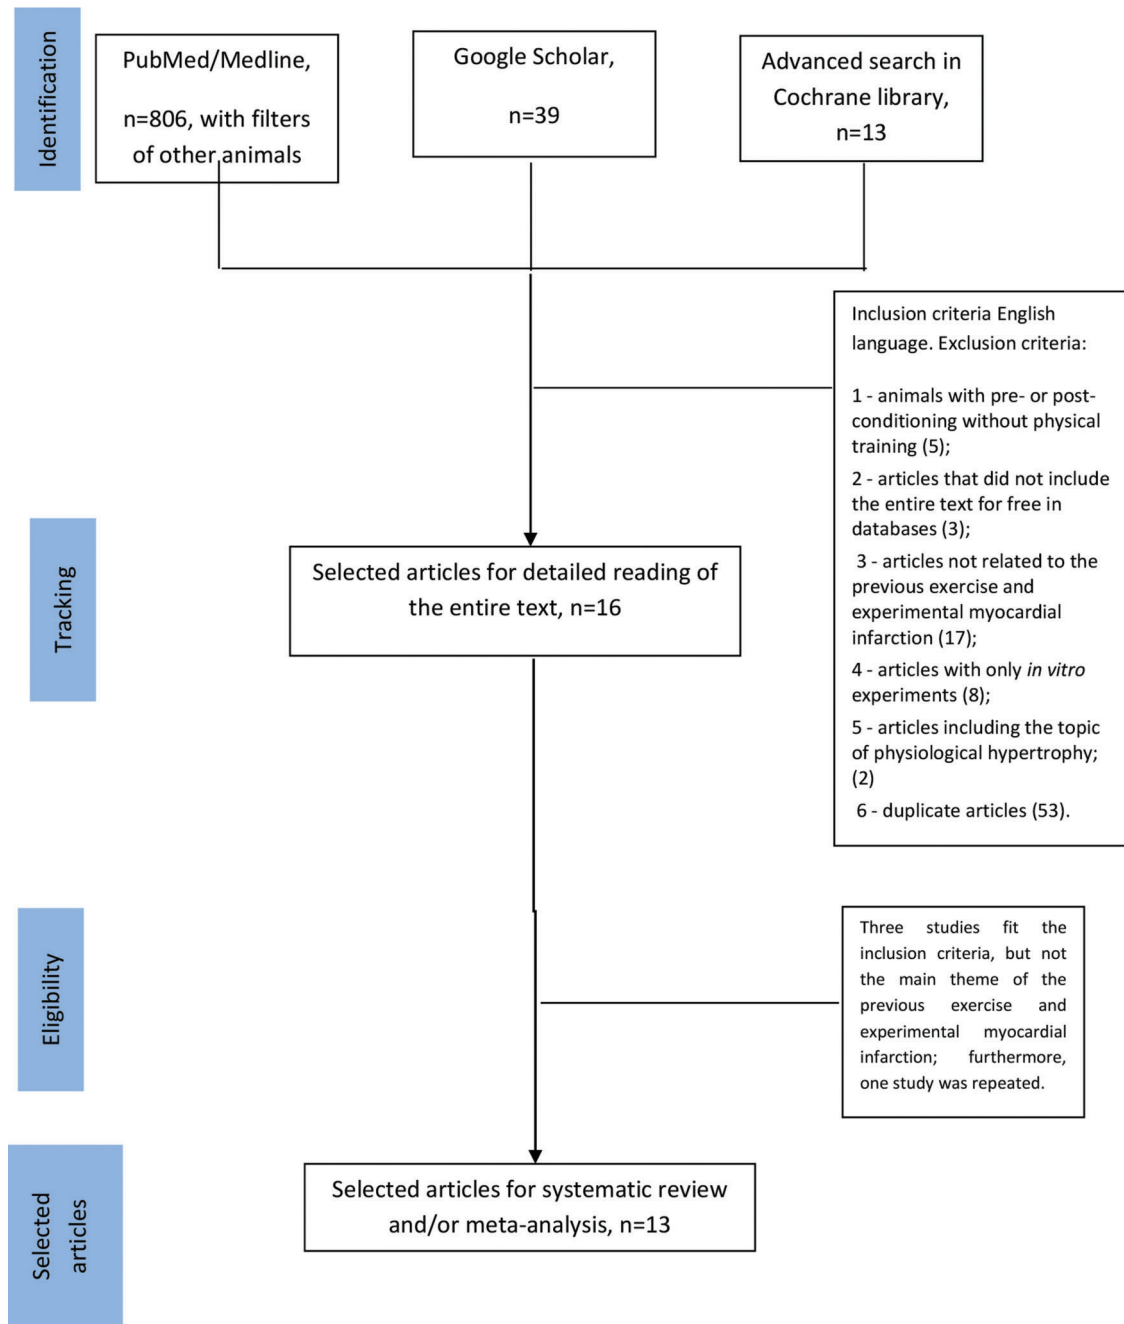 Identification
PubMed/Medline,
n=806, with filters
of other animals
Google Scholar,
n=39
Advanced search in
Cochrane library,
n=13
Inclusion criteria English
language. Exclusion criteria:
1 - animals with pre- or post-
conditioning without physical
training (5);
2 - articles that did not include
the entire text for free in
databases (3);
3 - articles not related to the
previous exercise and
experimental myocardial
infarction (17);
4 - articles with only in vitro
experiments (8);
5 - articles including the topic
of physiological hypertrophy;
(2)
6 - duplicate articles (53).
Tracking
Selected articles for detailed reading of
the entire text, n=16
Eligibility
Three studies fit the
inclusion criteria, but not
the main theme of the
previous exercise and
experimental myocardial
infarction; furthermore,
one study was repeated.
Selected
articles
Selected articles for systematic review
and/or meta-analysis, n=13